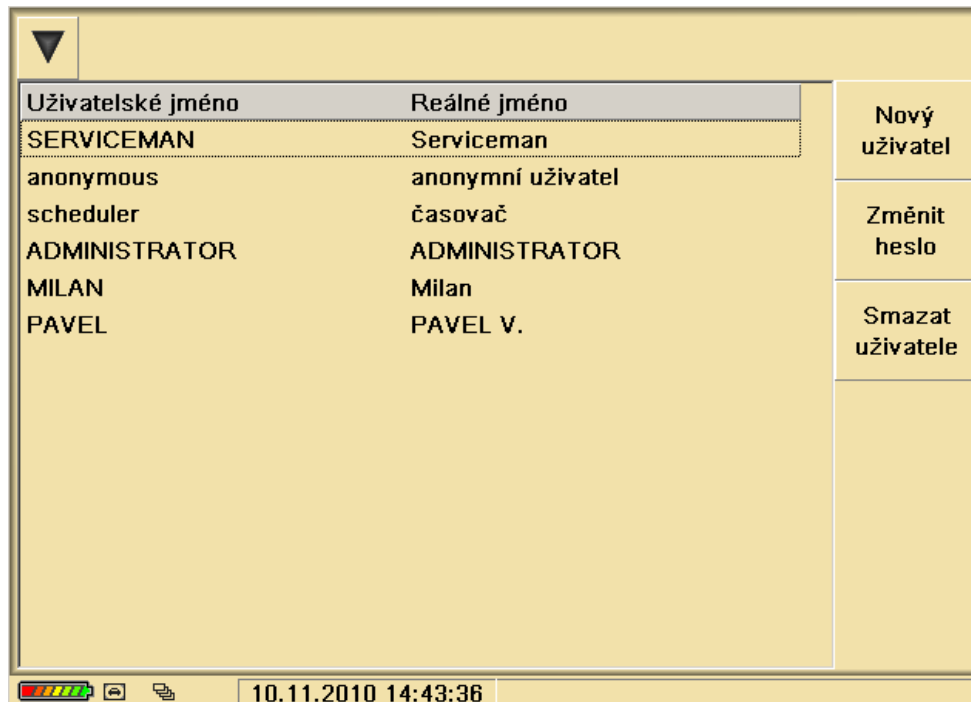 Uživatelské jméno Reálné jméno
SERVICEMAN Serviceman
anonymous anonymní uživatel
scheduler časovač
ADMINISTRATOR ADMINISTRATOR
MILAN Milan
PAVEL PAVEL V.
Nový
uživatel
Změnit
heslo
Smazat
uživatele
10.11.2010 14:43:36